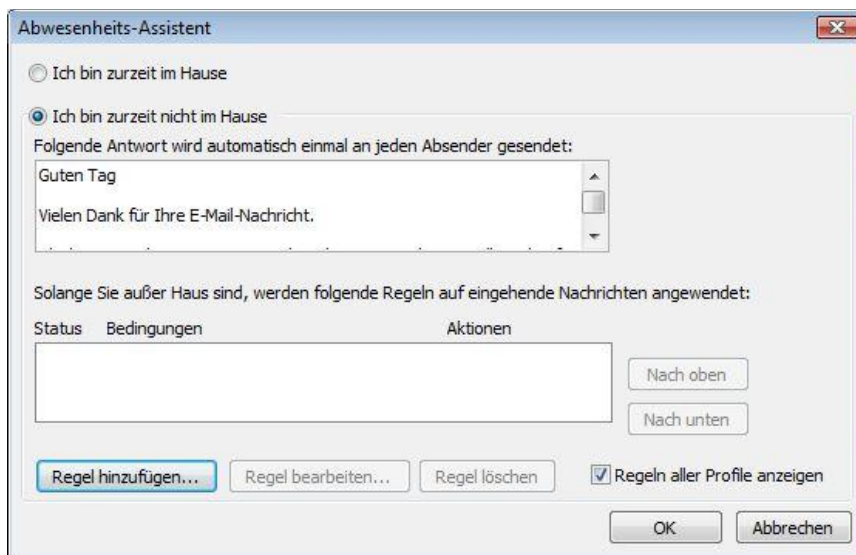 Abwesenheits-Assistent
Ich bin zurzeit im Hause
Ich bin zurzeit nicht im Hause
Folgende Antwort wird automatisch einmal an jeden Absender gesendet:
Guten Tag
Vielen Dank für Ihre E-Mail-Nachricht.
Solange Sie außer Haus sind, werden folgende Regeln auf eingehende Nachrichten angewendet:
Status Bedingungen Aktionen
Nach oben
Nach unten
Regel hinzufügen... Regel bearbeiten... Regel löschen Regeln aller Profile anzeigen
OK Abbrechen